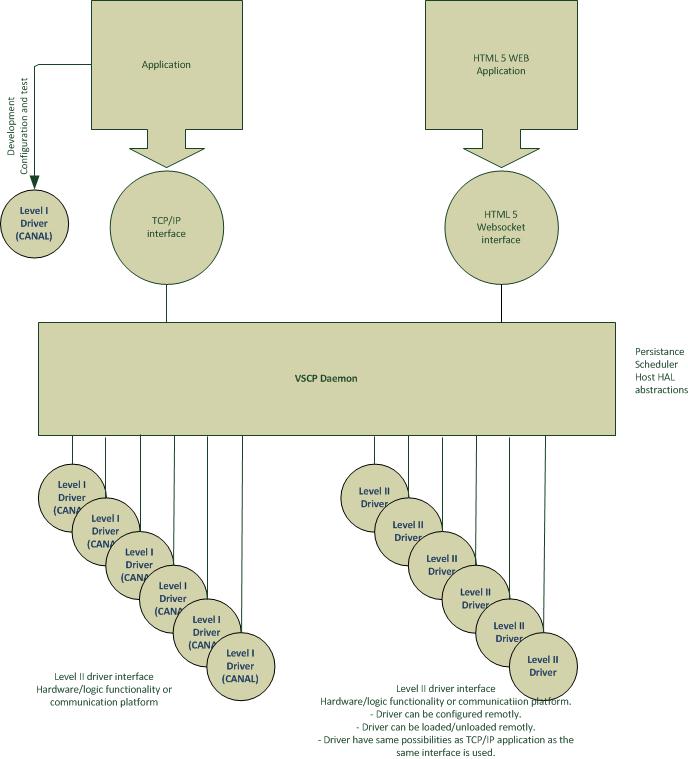 Application
HTML 5 WEB
Application
Development
Configuration and test
Level I
Driver
(CANAL)
TCP/IP
interface
HTML 5
Websocket
interface
VSCP Daemon
Persistance
Scheduler
Host HAL
abstractions
Level I
Driver
(CANA
Level I
Driver
(CANA
Level I
Driver
(CANA
Level I
Driver
(CANA
Level I
Driver
(CANA
Level I
Driver
(CANAL)
Level II
Driver
Level II
Driver
Level II
Driver
Level II
Driver
Level II
Driver
Level II
Driver
Level II driver interface
Hardware/logic functionality or
communication platform
Level II driver interface
Hardware/logic functionality or communicatiion platform.
- Driver can be configured remotly.
- Driver can be loaded/unloaded remotly.
- Driver have same possibilities as TCP/IP application as the
same interface is used.